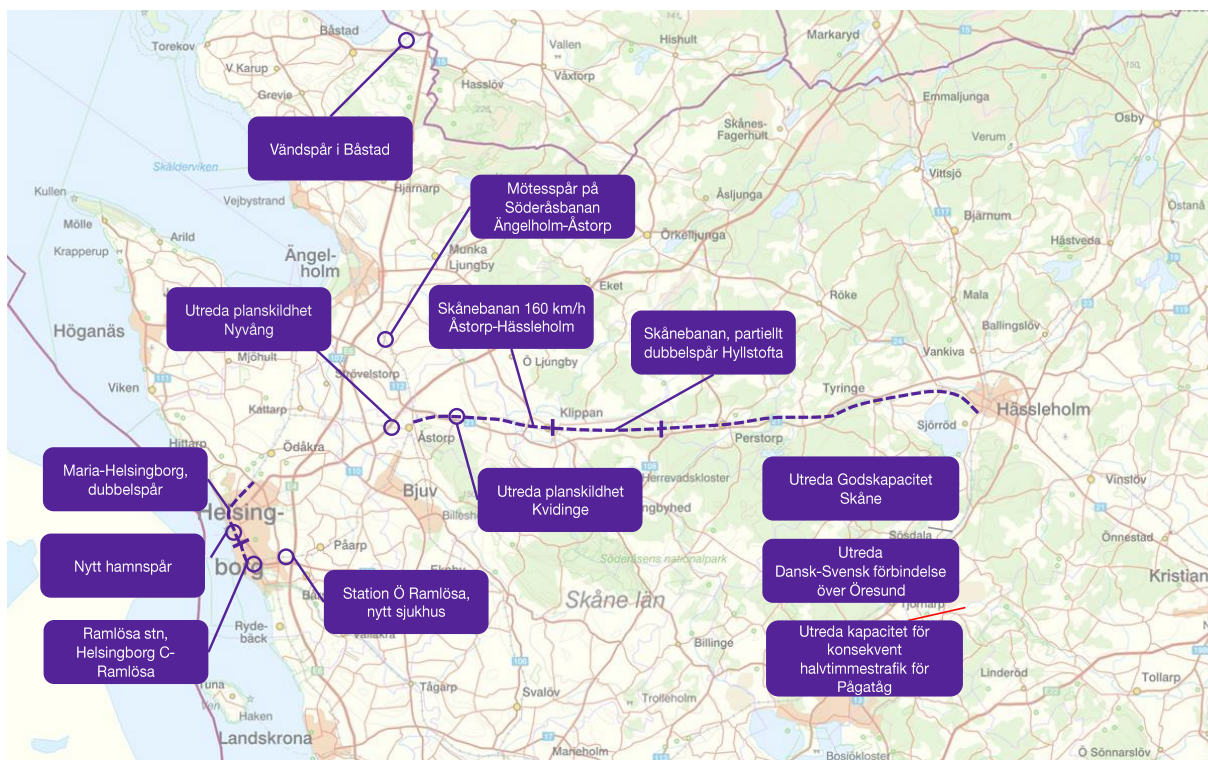 Båstad
Torekov
Markaryd
Hishult
Vallen
Växtorp
Hasslöv
V Karup
Grevie
Emmaljunga
Osby
Skånes-
Fagerhult
Verum
Vändspår i Båstad
Skälderviken
Vittsjö
Kullen
Hjärnarp
Vejbystrand
Åsljunga
Mötesspår på
Söderåsbanan
Ängelholm-Åstorp
Mölle
Arild
Krapperup
Bjärnum
Östanå
Hästveda
Örkelljunga
Munka
Ljungby
Ängel-
holm
Eket
Röke
Mala
Utreda planskildhet
Nyvång
Skånebanan 160 km/h
Åstorp-Hässleholm
Skånebanan, partiellt
dubbelspår Hyllstofta
Ballingslöv
Höganäs
Vankiva
Mjöhult
Ö Ljungby
Strövelstorp
Viken
Tyringe
Kattarp
Klippan
Hässleholm
Sjöröd
Hittarp
Ödåkra
Åstorp
Perstorp
Maria-Helsingborg,
dubbelspår
Bjuv
Herrevadskloster
Utreda planskildhet
Kvidinge
Utreda Godskapacitet
Skåne
Vinslöv
Helsing-
borg
Påarp
Sösdala
Önnestad
Nytt hamnspår
Söderåsens nationalpark
Utreda
Dansk-Svensk förbindelse
över Öresund
Kristian
Station Ö Ramlösa,
nytt sjukhus
Skåne län
Tjörnarp
Ramlösa stn,
Helsingborg C-
Ramlösa
Ryde-
bäck
Utreda kapacitet för
konsekvent
halvtimmestrafik för
Pågatåg
Billinge
Linderöd
Tollarp
Tågarp
Svalöv
Trolleholm
Haken
Landskrona
Marieholm
Bosjökloster
Ö Sönnarslöv